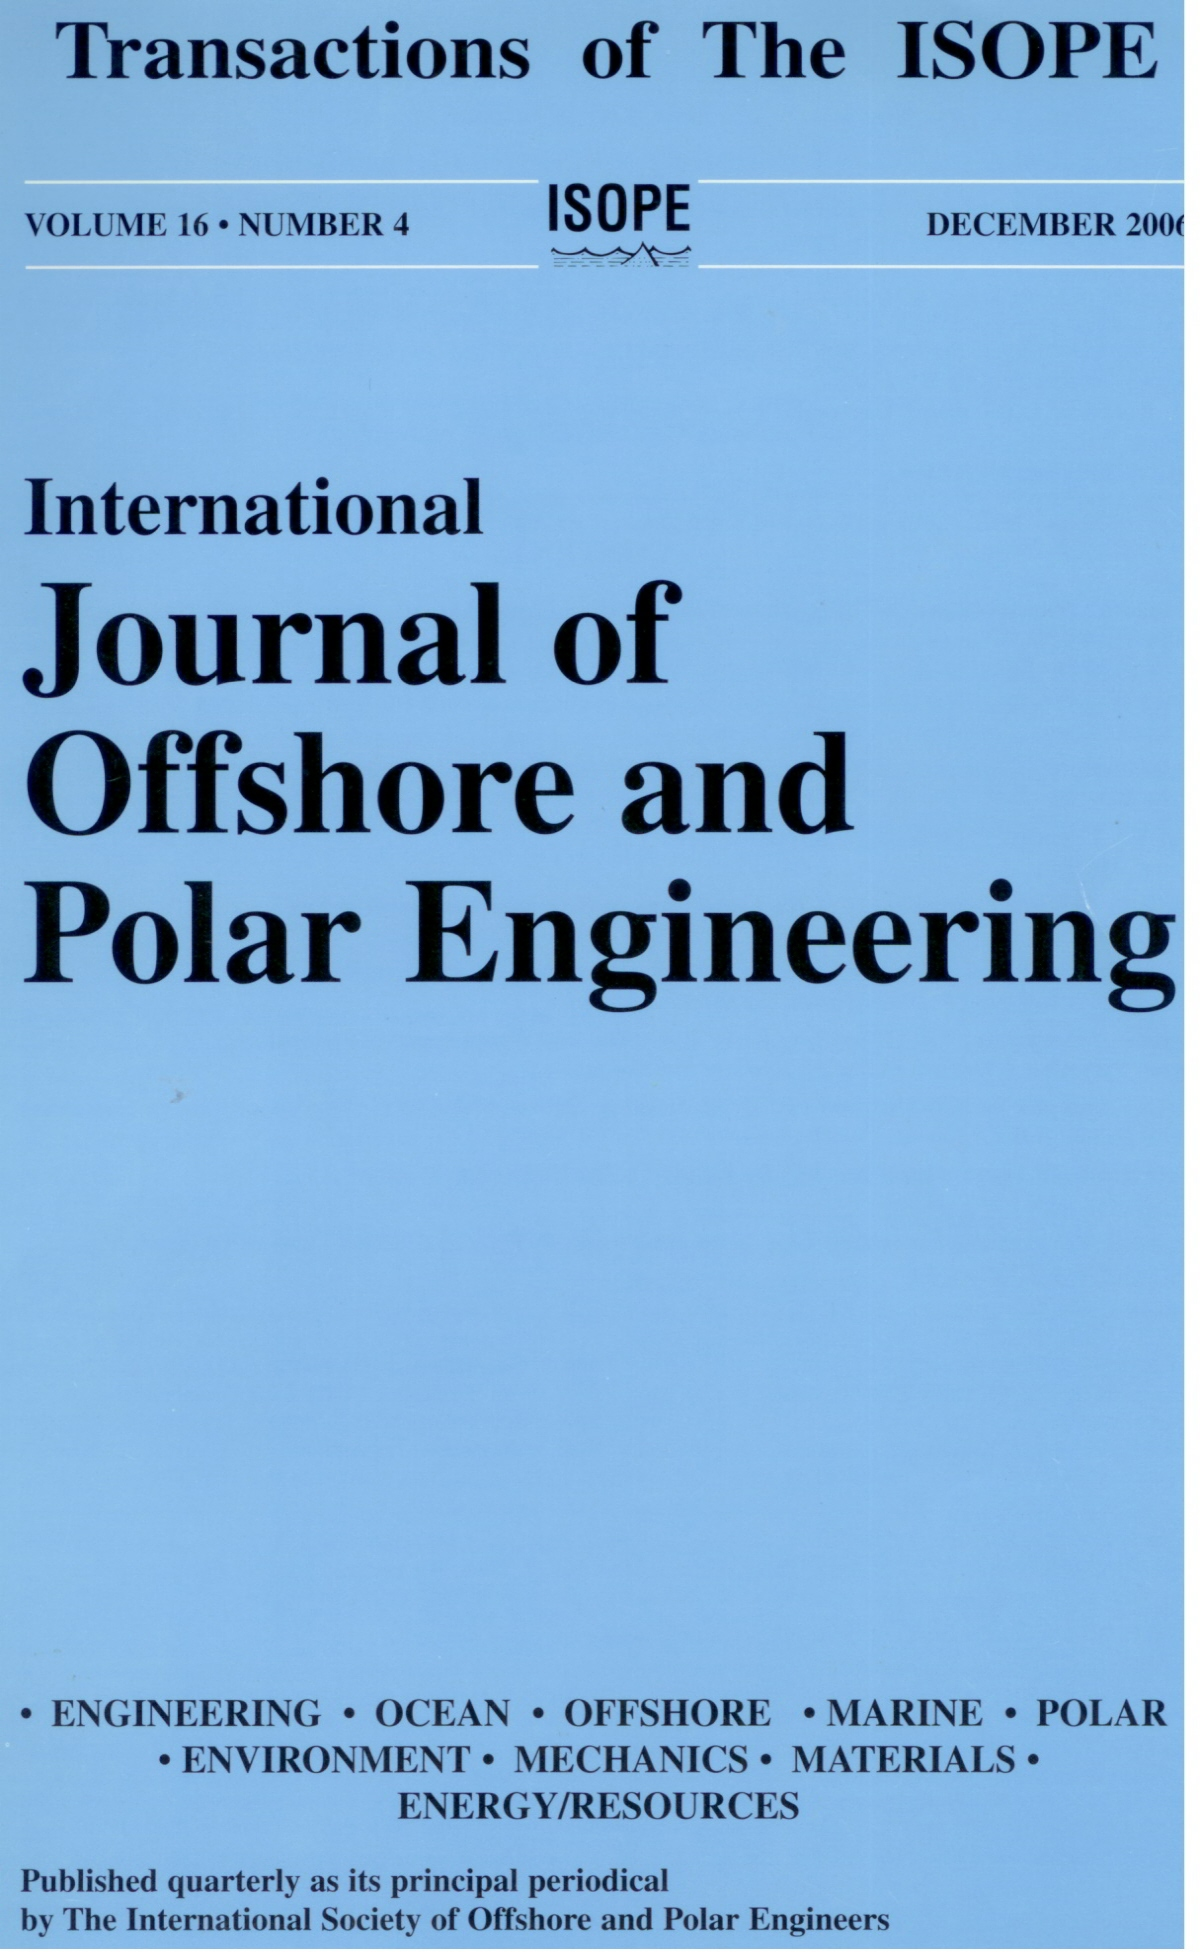 Transactions of The ISOPE
VOLUME 16 • NUMBER 4
ISOPE
DECEMBER 2006
International
Journal of
Offshore and
Polar Engineering
• ENGINEERING • OCEAN • OFFSHORE • MARINE • POLAR
• ENVIRONMENT • MECHANICS • MATERIALS •
ENERGY/RESOURCES
Published quarterly as its principal periodical
by The International Society of Offshore and Polar Engineers